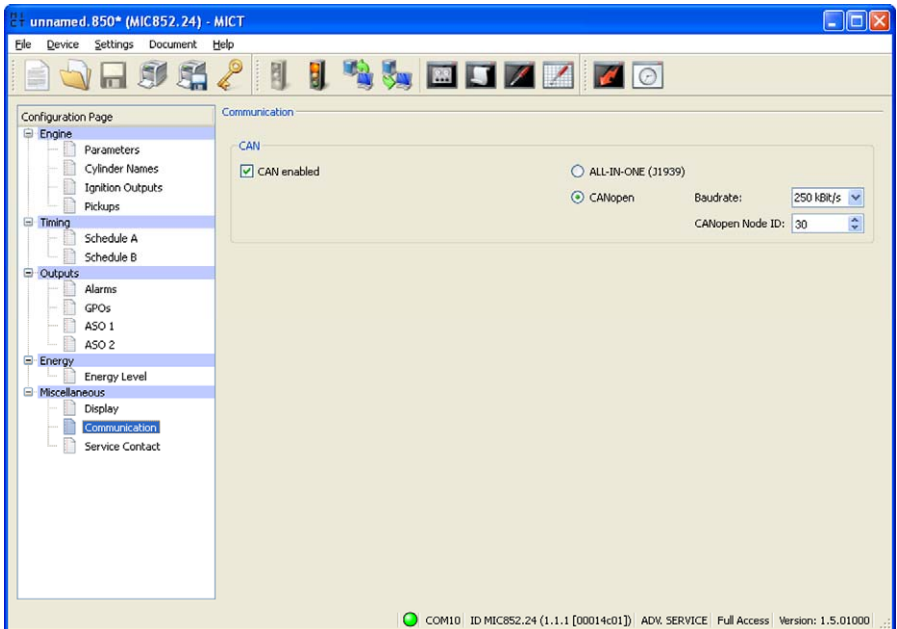 unnamed.850* (MIC852.24) - MICT
File Device Settings Document Help
Configuration Page
Engine
Parameters
Cylinder Names
Ignition Outputs
Pickups
Timing
Schedule A
Schedule B
Outputs
Alarms
GPOs
ASO 1
ASO 2
Energy
Energy Level
Miscellaneous
Display
Communication
Service Contact
Communication
CAN
CAN enabled
ALL-IN-ONE (J1939)
CANopen Baudrate: 250 kBit/s
CANopen Node ID: 30
COM10 ID MIC852.24 (1.1.1 [00014c01]) ADV. SERVICE Full Access Version: 1.5.01000